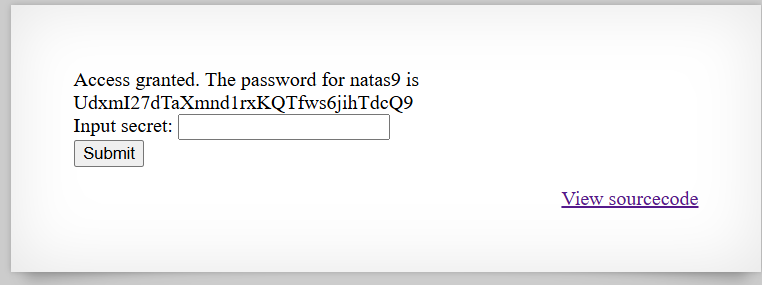 Access granted. The password for natas9 is
UdxmI27dTaXmnd1rxKQTfws6jihTdcQ9
Input secret:
Submit
View sourcecode